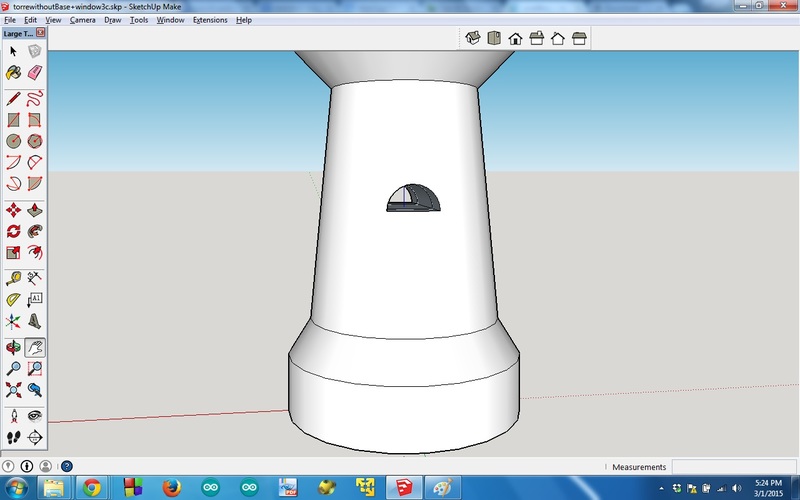 torrewithoutBase+window3c.skp - SketchUp Make
File Edit View Camera Draw Tools Window Extensions Help
Large T...
A1
Measurements
PDF
5:24 PM
3/1/2015